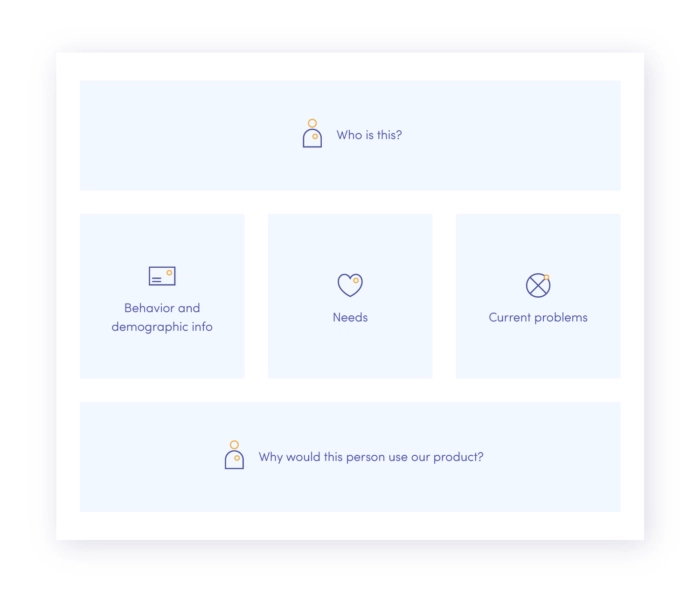 Who is this?
Behavior and
demographic info
Needs
Current problems
Why would this person use our product?